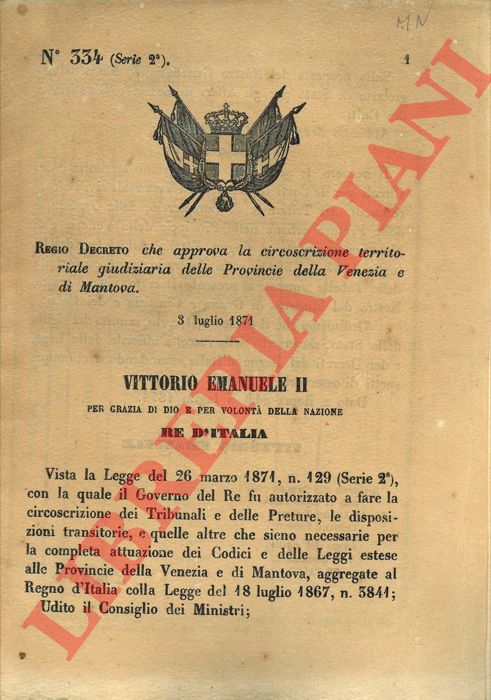 MN
N° 334 (Serie 2ª).
1
REGIO DECRETO che approva la circoscrizione territo-
riale giudiziaria delle Provincie della Venezia e
di Mantova.
3 luglio 1871
VITTORIO EMANUELE II
PER GRAZIA DI DIO E PER VOLONTÀ DELLA NAZIONE
RE D'ITALIA
Vista la Legge del 26 marzo 1871, n. 129 (Serie 2ª),
con la quale il Governo del Re fu autorizzato a fare la
circoscrizione dei Tribunali e delle Preture, le disposi-
zioni transitorie, e quelle altre che sieno necessarie per
la completa attuazione dei Codici e delle Leggi estese
alle Provincie della Venezia e di Mantova, aggregate al
Regno d'Italia colla Legge del 18 luglio 1867, n. 3841;
Udito il Consiglio dei Ministri;
LIBRERIA PIANI
LIBRERIA PIANI